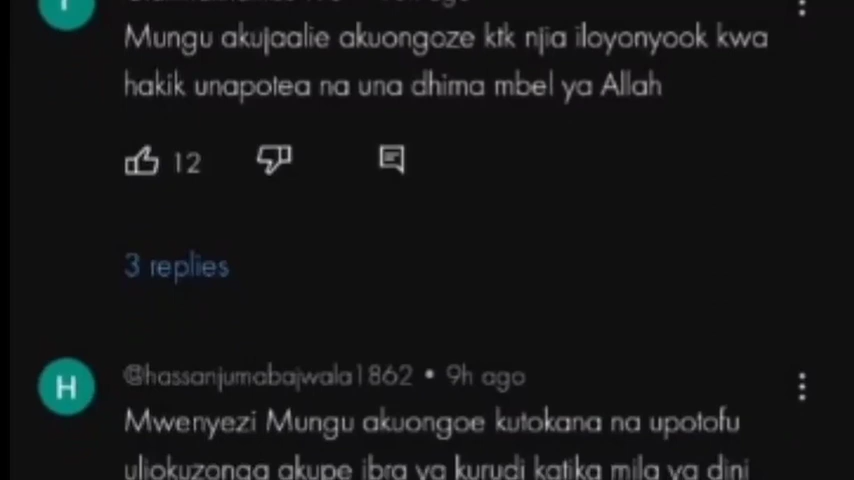 Mungu akujaalie akuongoze ktk njia iloyonyook kwa
hakik unapotea na una dhima mbel ya Allah
12
3 replies
H
@hassanjumabajwala1862 • 9h ago
Mwenyezi Mungu akuongoe kutokana na upotofu
uliokuzonga akupe ibra ya kurudi katika mila ya dini